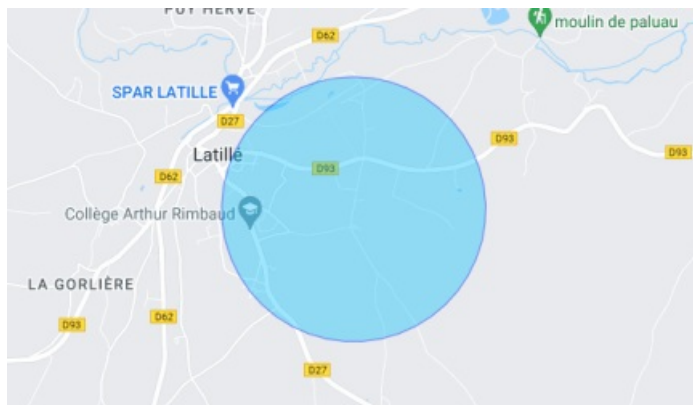 PUY HERVÉ
D62
moulin de paluau
SPAR LATILLE
D27
D93
D93
Latillé
D93
D62
Collège Arthur Rimbaud
LA GORLIÈRE
D93
D62
D27